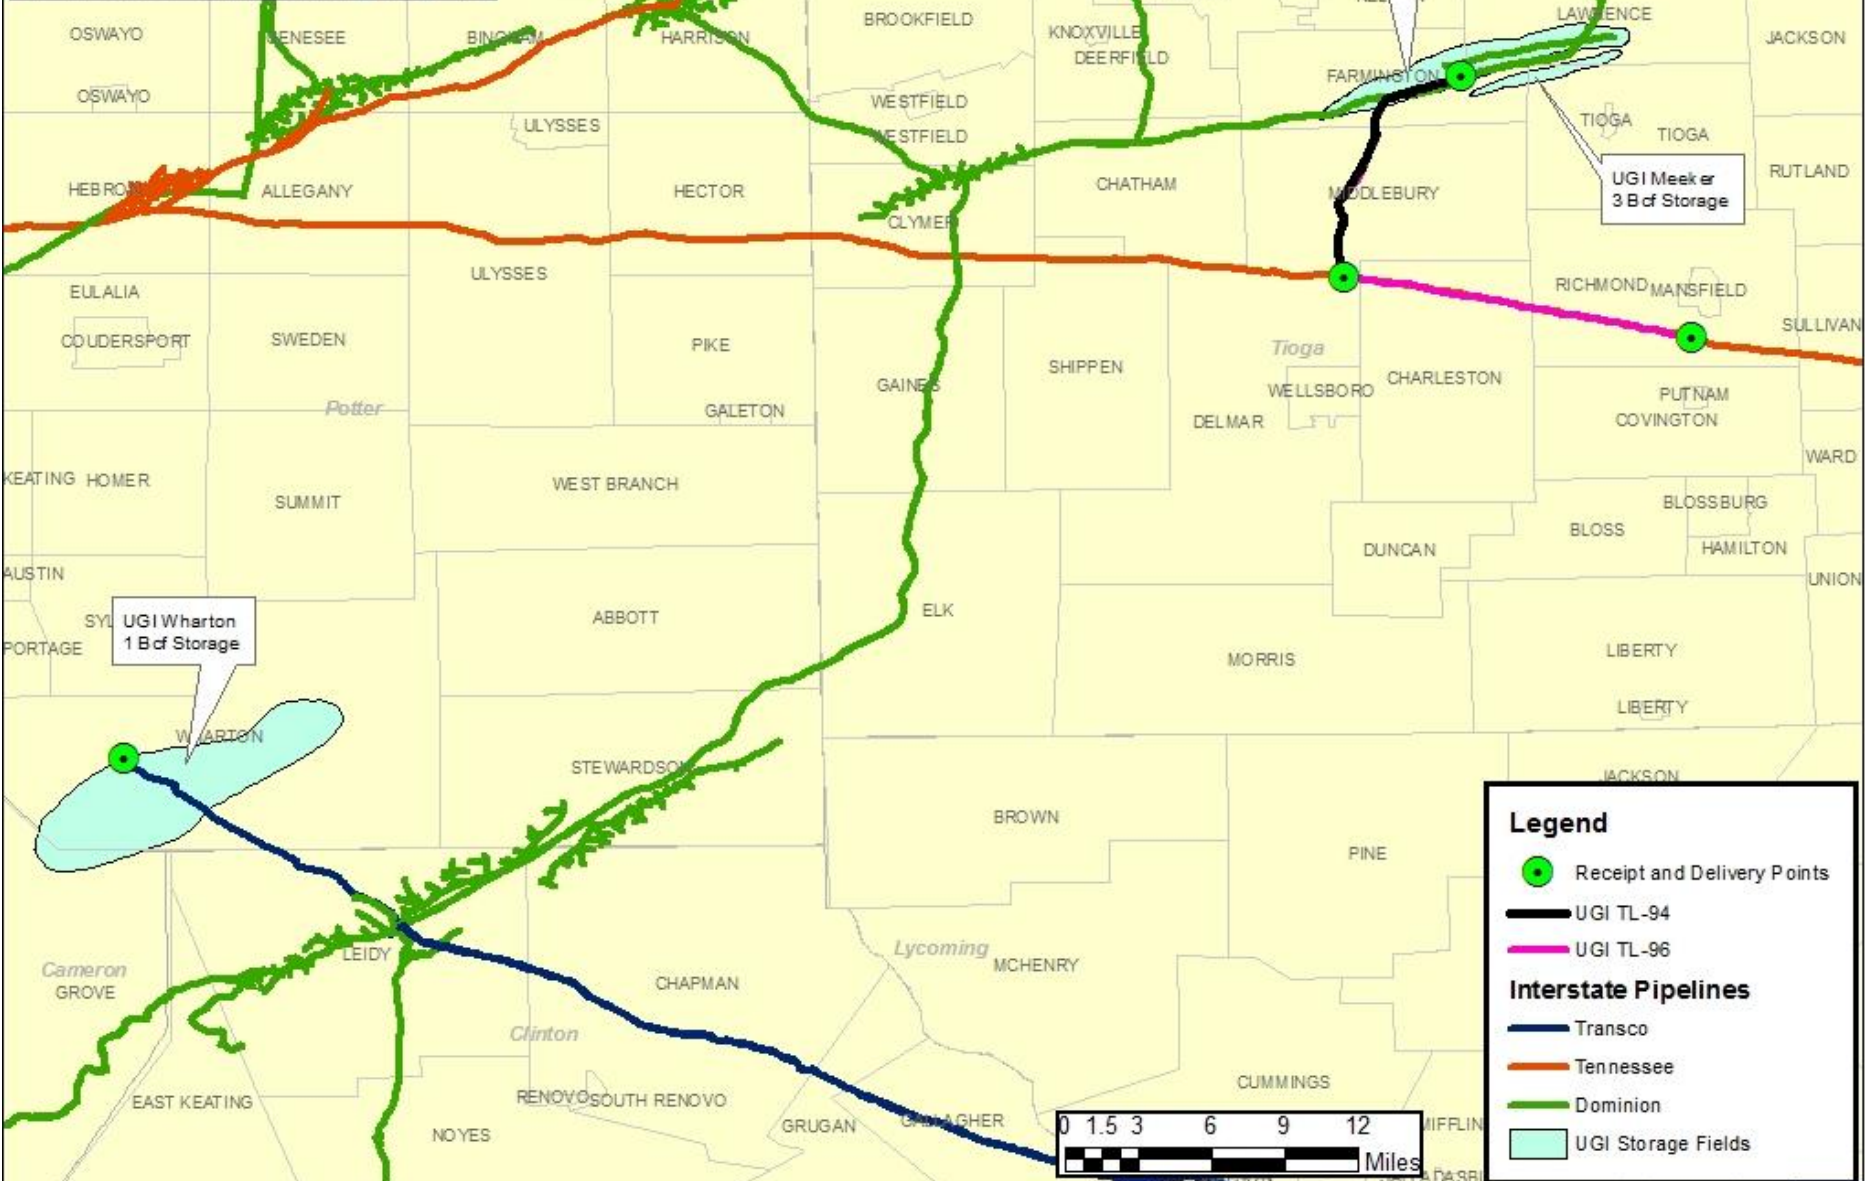 BROOKFIELD
LAWRENCE
OSWAYO
GENESEE
BINGHAM
HARRISON
KNOXVILLE
DEERFIELD
JACKSON
FARMINGTON
OSWAYO
WESTFIELD
ULYSSES
WESTFIELD
TIOGA
TIOGA
HEBRON
ALLEGANY
HECTOR
CHATHAM
MIDDLEBURY
RUTLAND
UGI Meeker
3 Bcf Storage
CLYMER
ULYSSES
EULALIA
RICHMOND
MANSFIELD
COUDERSPORT
SWEDEN
PIKE
Tioga
SULLIVAN
GAINES
SHIPPEN
WELLSBORO
CHARLESTON
PUTNAM
Potter
GALETON
DELMAR
COVINGTON
WARD
KEATING
HOMER
SUMMIT
WEST BRANCH
BLOSSBURG
BLOSS
DUNCAN
HAMILTON
AUSTIN
UNION
UGI Wharton
1 Bcf Storage
ABBOTT
ELK
PORTAGE
MORRIS
LIBERTY
LIBERTY
WHARTON
STEWARDSON
JACKSON
BROWN
PINE
LEIDY
Lycoming
MCHENRY
Cameron
GROVE
CHAPMAN
Clinton
EAST KEATING
RENOVO
SOUTH RENOVO
CUMMINGS
NOYES
GRUGAN
GALLAGHER
MIFFLIN
0 1.5 3 6 9 12
Miles
Legend
Receipt and Delivery Points
UGI TL-94
UGI TL-96
Interstate Pipelines
Transco
Tennessee
Dominion
UGI Storage Fields